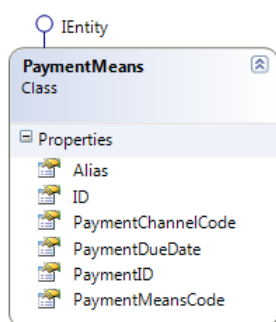 IEntity
PaymentMeans
Class
Properties
Alias
ID
PaymentChannelCode
PaymentDueDate
PaymentID
PaymentMeansCode